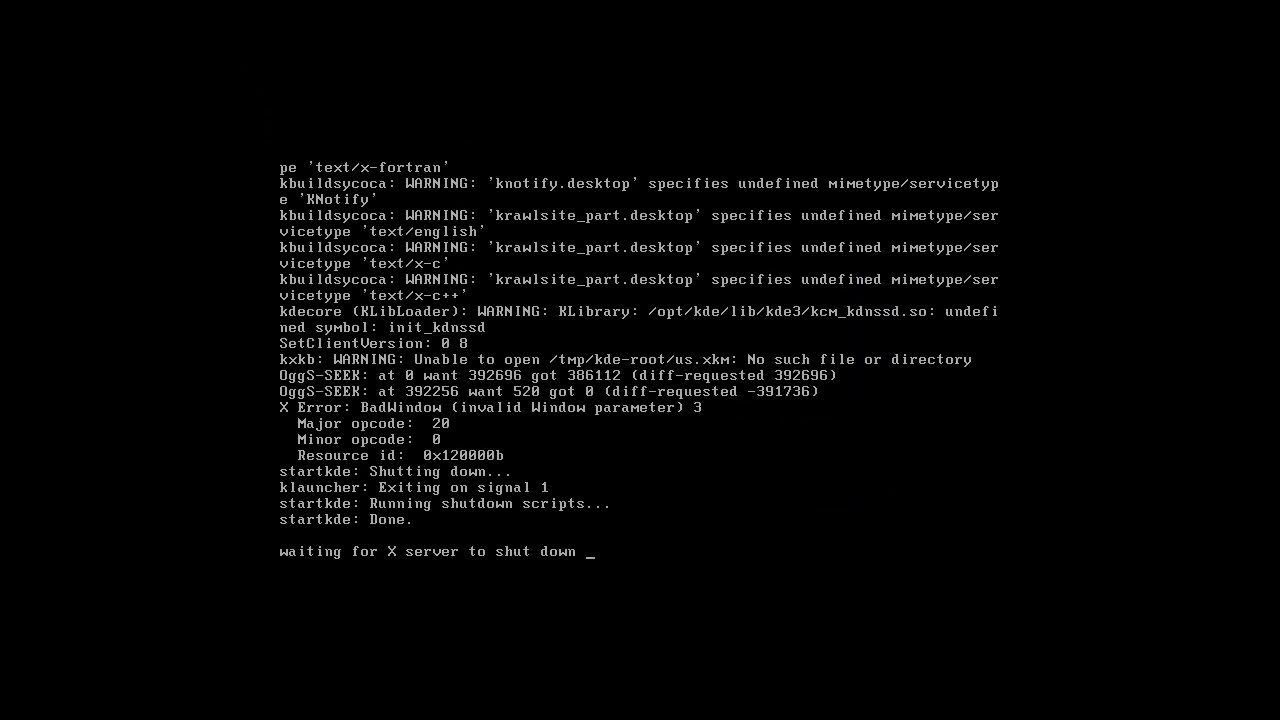 pe 'text/x-fortran'
kbuildsycoca: WARNING: 'knotify.desktop' specifies undefined mimetype/servicetyp
e 'KNotify'
kbuildsycoca: WARNING: 'krawlsite_part.desktop' specifies undefined mimetype/ser
vicetype 'text/english'
kbuildsycoca: WARNING: 'krawlsite_part.desktop' specifies undefined mimetype/ser
vicetype 'text/x-c'
kbuildsycoca: WARNING: 'krawlsite_part.desktop' specifies undefined mimetype/ser
vicetype 'text/x-c++'
kdecore (KLibLoader): WARNING: KLibrary: /opt/kde/lib/kde3/kcm_kdnssd.so: undefi
ned symbol: init_kdnssd
SetClientVersion: 0 8
kxkb: WARNING: Unable to open /tmp/kde-root/us.xkm: No such file or directory
OggS-SEEK: at 0 want 392696 got 386112 (diff-requested 392696)
OggS-SEEK: at 392256 want 520 got 0 (diff-requested -391736)
X Error: BadWindow (invalid Window parameter) 3
  Major opcode:  20
  Minor opcode:  0
  Resource id:  0x120000b
startkde: Shutting down...
klauncher: Exiting on signal 1
startkde: Running shutdown scripts...
startkde: Done.

waiting for X server to shut down _